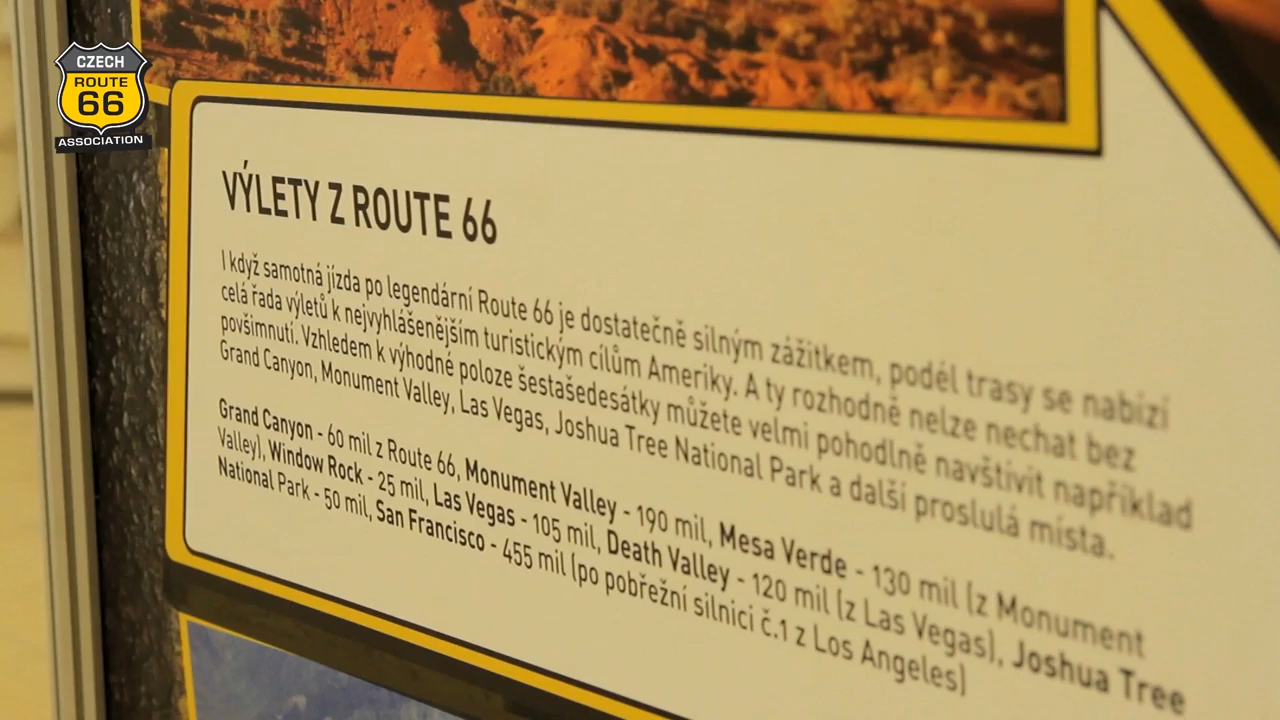 CZECH
ROUTE
66
ASSOCIATION
VÝLETY Z ROUTE 66
I když samotná jízda po legendární Route 66 je dostatečně silným zážitkem, podél trasy se nabízí
celá řada výletů k nejvyhlášenějším turistickým cílům Ameriky. A ty rozhodně nelze nechat bez
povšimnutí. Vzhledem k výhodné poloze šestašedesátky můžete velmi pohodlně navštívit například
Grand Canyon, Monument Valley, Las Vegas, Joshua Tree National Park a další proslulá místa.
Grand Canyon - 60 mil z Route 66, Monument Valley - 190 mil, Mesa Verde - 130 mil (z Monument
Valley), Window Rock - 25 mil, Las Vegas - 105 mil, Death Valley - 120 mil (z Las Vegas), Joshua Tree
National Park - 50 mil, San Francisco - 455 mil (po pobřežní silnici č.1 z Los Angeles)